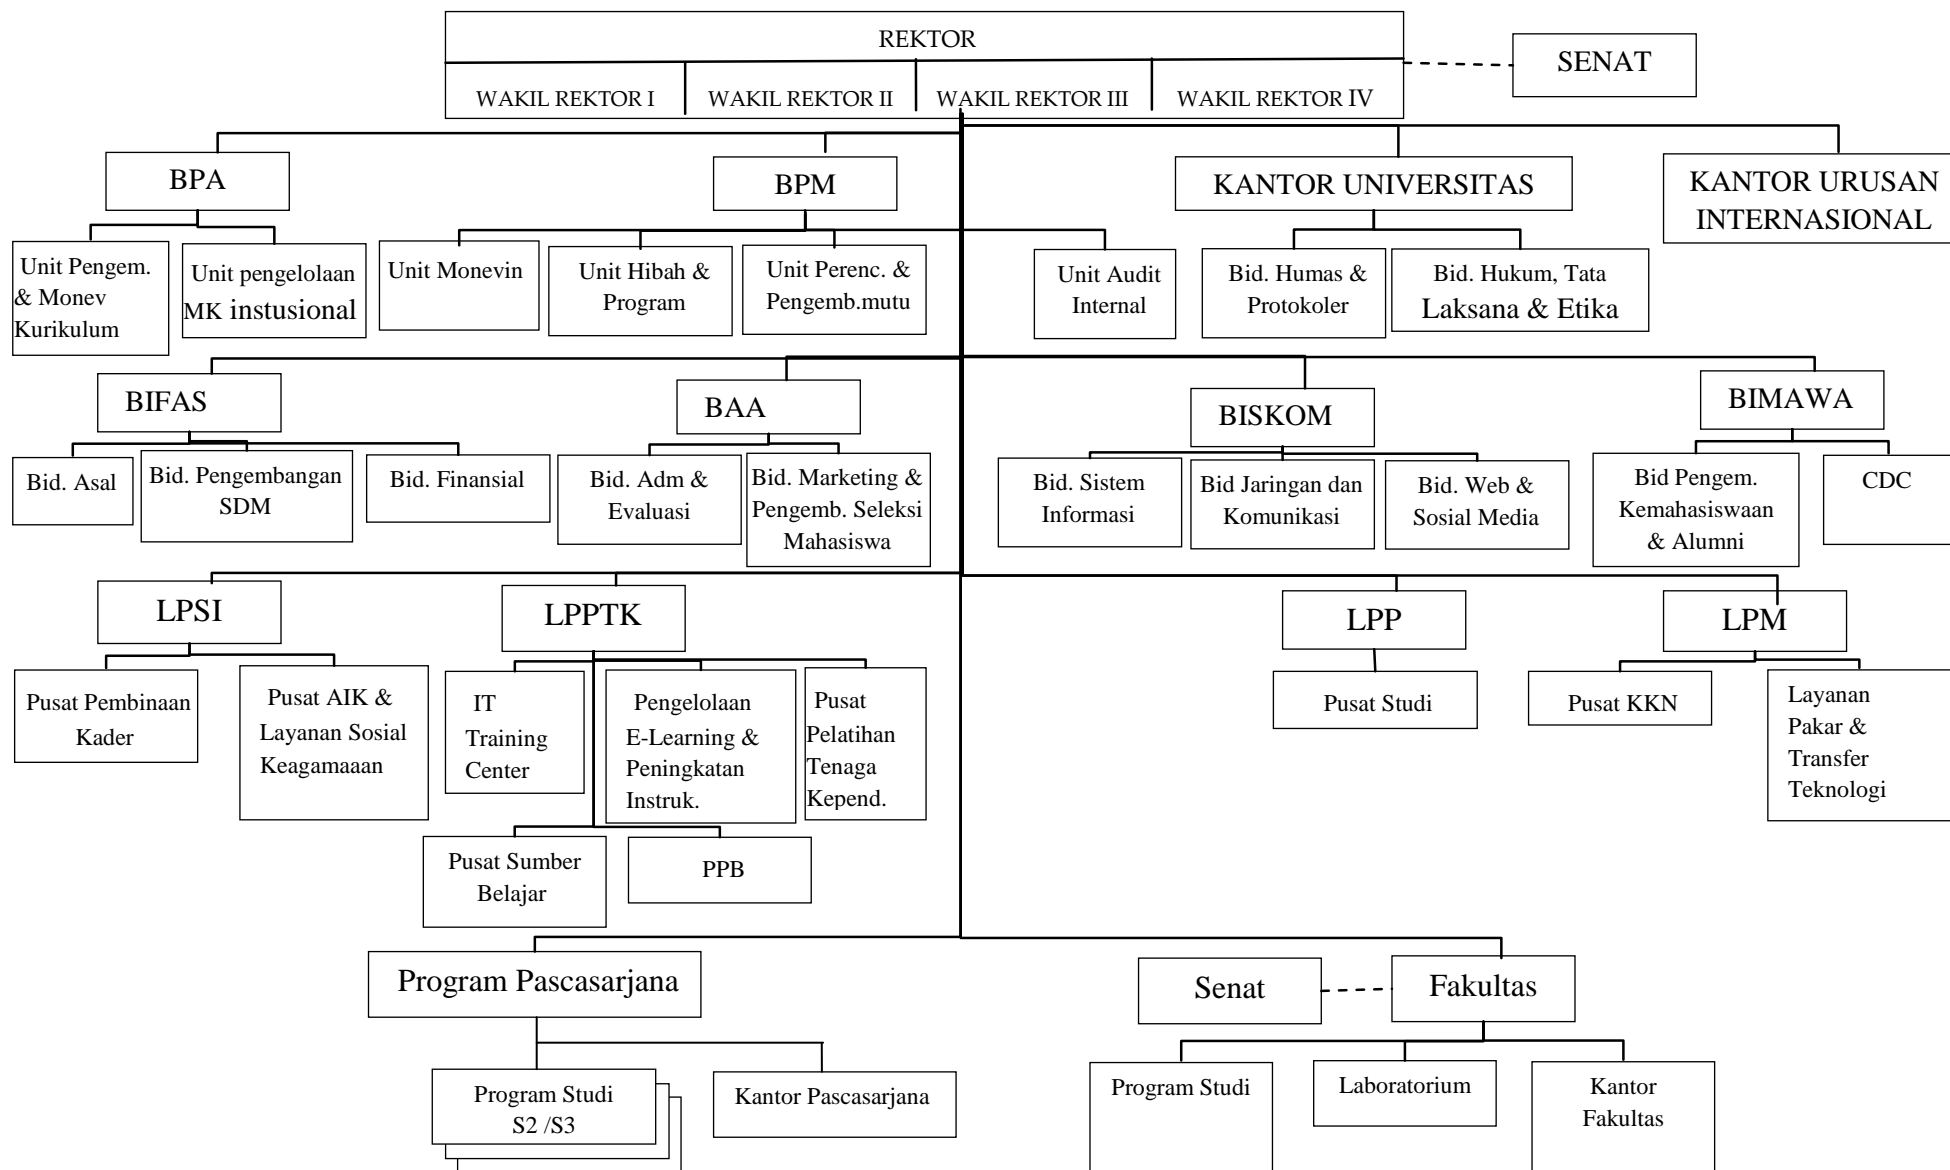 REKTOR
SENAT
WAKIL REKTOR I
WAKIL REKTOR II
WAKIL REKTOR III
WAKIL REKTOR IV
BPA
BPM
KANTOR UNIVERSITAS
KANTOR URUSAN
INTERNASIONAL
Unit Pengem.
& Monev
Kurikulum
Unit pengelolaan
MK instusional
Unit Monevin
Unit Hibah &
Program
Unit Perenc. &
Pengemb.mutu
Unit Audit
Internal
Bid. Humas &
Protokoler
Bid. Hukum, Tata
Laksana & Etika
BIFAS
BAA
BISKOM
BIMAWA
Bid. Asal
Bid. Pengembangan
SDM
Bid. Finansial
Bid. Adm &
Evaluasi
Bid. Marketing &
Pengemb. Seleksi
Mahasiswa
Bid. Sistem
Informasi
Bid Jaringan dan
Komunikasi
Bid. Web &
Sosial Media
Bid Pengem.
Kemahasiswaan
& Alumni
CDC
LPSI
LPPTK
LPP
LPM
Pusat Pembinaan
Kader
Pusat AIK &
Layanan Sosial
Keagamaaan
IT
Training
Center
Pengelolaan
E-Learning &
Peningkatan
Instruk.
Pusat
Pelatihan
Tenaga
Kepend.
Pusat Studi
Pusat KKN
Layanan
Pakar &
Transfer
Teknologi
Pusat Sumber
Belajar
PPB
Program Pascasarjana
Senat
Fakultas
Program Studi
S2 /S3
Kantor Pascasarjana
Program Studi
Laboratorium
Kantor
Fakultas